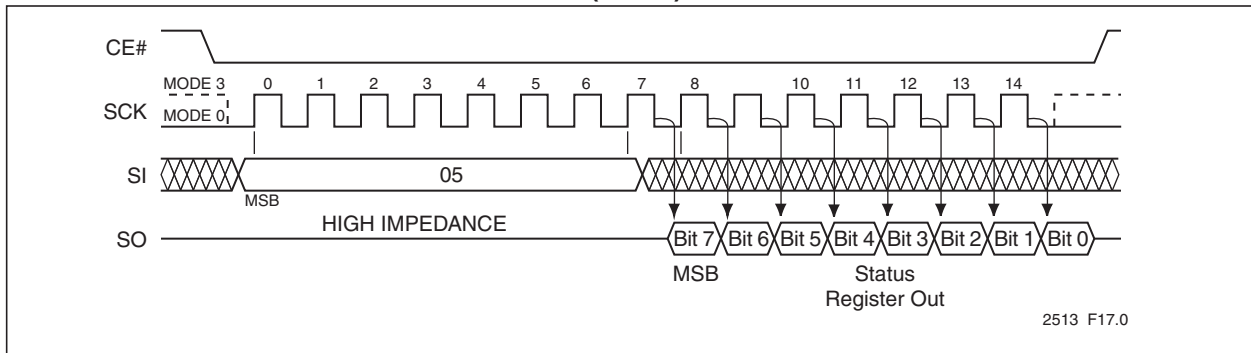 CE#
MODE 3 0 1 2 3 4 5 6 7 8 10 11 12 13 14
SCK MODE 0
SI 05
MSB
HIGH IMPEDANCE
SO Bit 7 Bit 6 Bit 5 Bit 4 Bit 3 Bit 2 Bit 1 Bit 0
MSB Status
Register Out
2513 F17.0